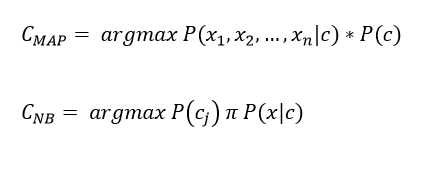 C_MAP = argmax P(x_1, x_2, ..., x_n|c) * P(c)
C_NB = argmax P(c_j) π P(x|c)